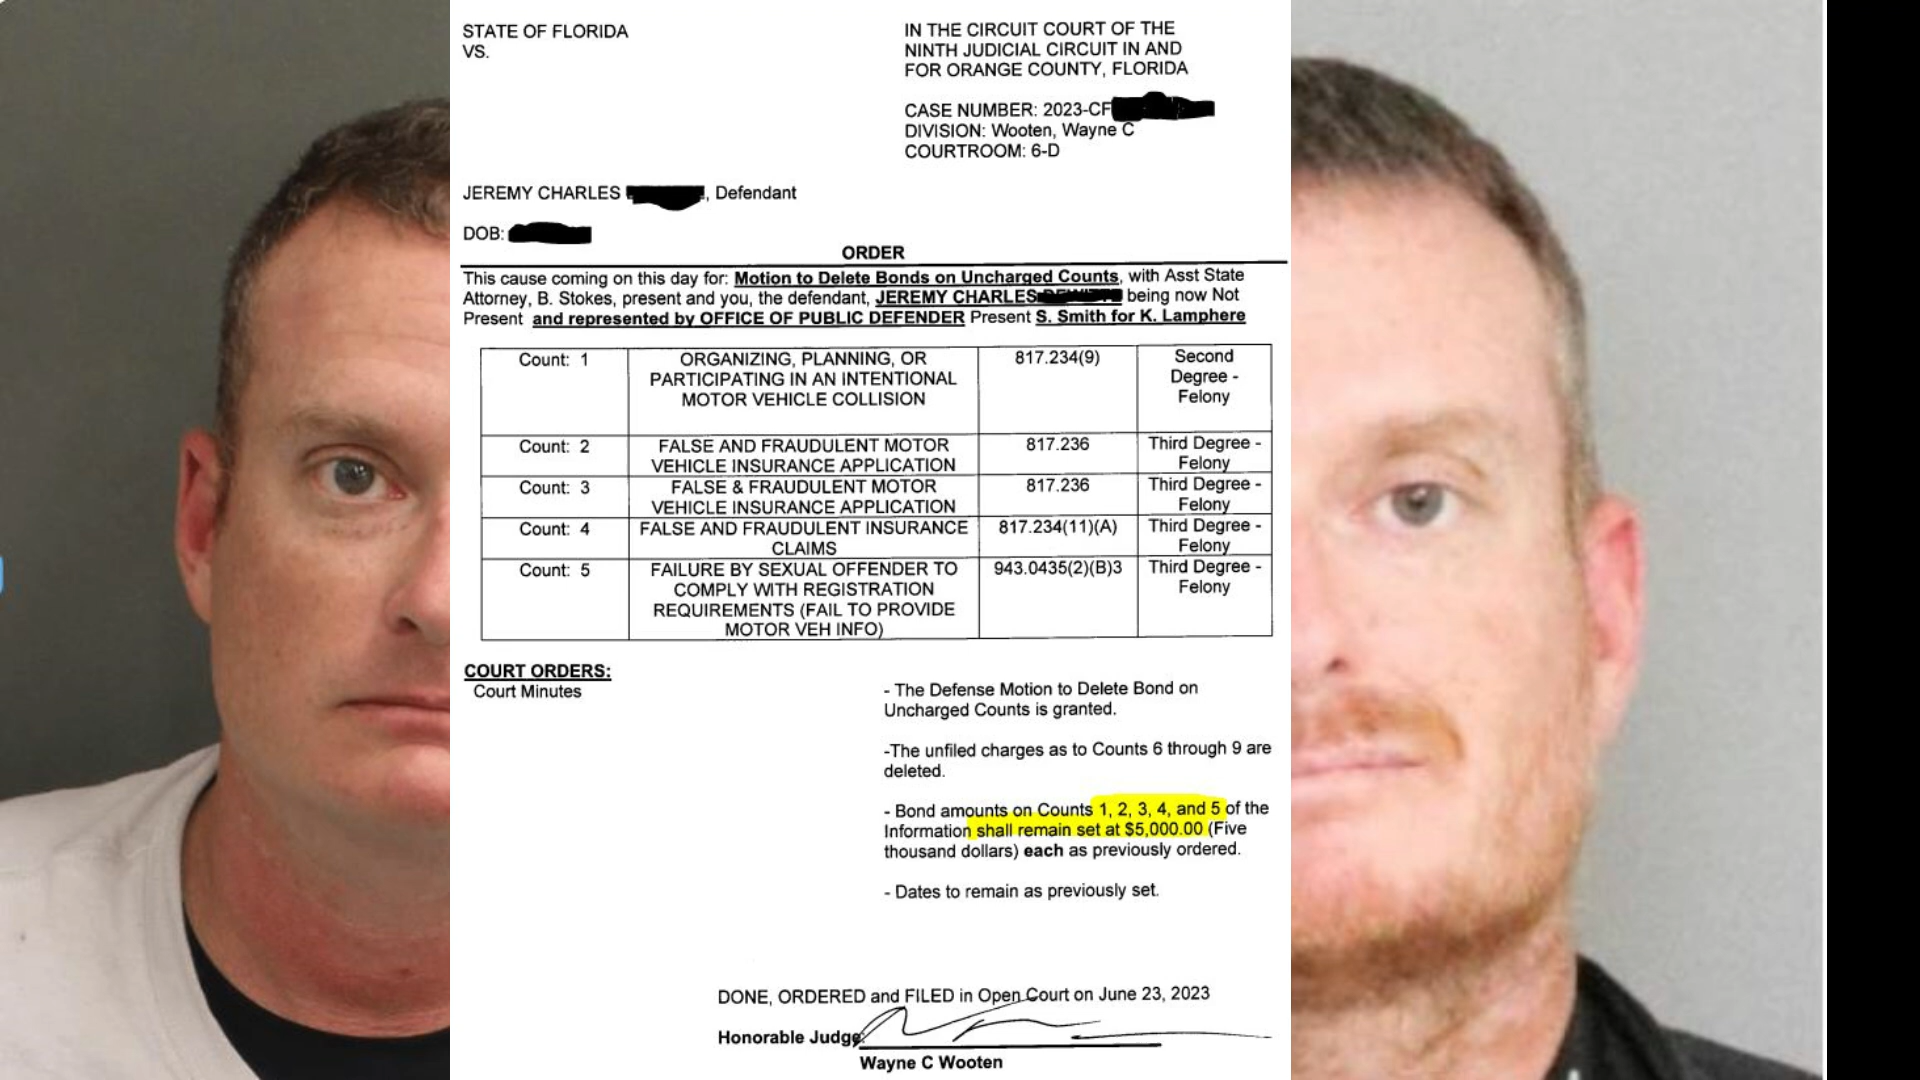 STATE OF FLORIDA
VS.
IN THE CIRCUIT COURT OF THE
NINTH JUDICIAL CIRCUIT IN AND
FOR ORANGE COUNTY, FLORIDA
CASE NUMBER: 2023-CF
DIVISION: Wooten, Wayne C
COURTROOM: 6-D
JEREMY CHARLES , Defendant
DOB:
ORDER
This cause coming on this day for: Motion to Delete Bonds on Uncharged Counts, with Asst State
Attorney, B. Stokes, present and you, the defendant, JEREMY CHARLES being now Not
Present and represented by OFFICE OF PUBLIC DEFENDER Present S. Smith for K. Lamphere
Count: 1 ORGANIZING, PLANNING, OR 817.234(9) Second
PARTICIPATING IN AN INTENTIONAL Degree -
MOTOR VEHICLE COLLISION Felony
Count: 2 FALSE AND FRAUDULENT MOTOR 817.236 Third Degree -
VEHICLE INSURANCE APPLICATION Felony
Count: 3 FALSE & FRAUDULENT MOTOR 817.236 Third Degree -
VEHICLE INSURANCE APPLICATION Felony
Count: 4 FALSE AND FRAUDULENT INSURANCE 817.234(11)(A) Third Degree -
CLAIMS Felony
Count: 5 FAILURE BY SEXUAL OFFENDER TO 943.0435(2)(B)3 Third Degree -
COMPLY WITH REGISTRATION Felony
REQUIREMENTS (FAIL TO PROVIDE
MOTOR VEH INFO)
COURT ORDERS:
Court Minutes
- The Defense Motion to Delete Bond on
Uncharged Counts is granted.
-The unfiled charges as to Counts 6 through 9 are
deleted.
- Bond amounts on Counts 1, 2, 3, 4, and 5 of the
Information shall remain set at $5,000.00 (Five
thousand dollars) each as previously ordered.
- Dates to remain as previously set.
DONE, ORDERED and FILED in Open Court on June 23, 2023
Honorable Judge
Wayne C Wooten